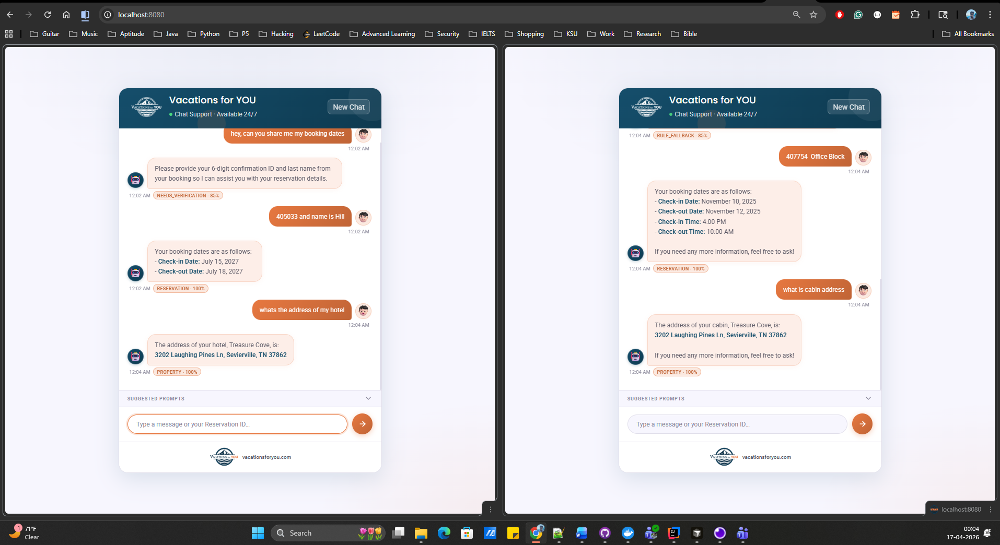 localhost:8080
Guitar
Music
Aptitude
Java
Python
P5
Hacking
LeetCode
Advanced Learning
Security
IELTS
Shopping
KSU
Work
Research
Bible
All Bookmarks
VACATIONS for YOU
Vacations for YOU
Chat Support · Available 24/7
New Chat
hey, can you share me my booking dates
12:02 AM
Please provide your 6-digit confirmation ID and last name from
your booking so I can assist you with your reservation details.
12:02 AM NEEDS_VERIFICATION · 85%
405033 and name is Hill
12:02 AM
Your booking dates are as follows:
- Check-in Date: July 15, 2027
- Check-out Date: July 18, 2027
12:02 AM RESERVATION · 100%
whats the address of my hotel
12:04 AM
The address of your hotel, Treasure Cove, is:
3202 Laughing Pines Ln, Sevierville, TN 37862
12:04 AM PROPERTY · 100%
SUGGESTED PROMPTS
Type a message or your Reservation ID...
VACATIONS for YOU
vacationsforyou.com
VACATIONS for YOU
Vacations for YOU
Chat Support · Available 24/7
New Chat
12:04 AM RULE_FALLBACK · 85%
407754 Office Block
12:04 AM
Your booking dates are as follows:
- Check-in Date: November 10, 2025
- Check-out Date: November 12, 2025
- Check-in Time: 4:00 PM
- Check-out Time: 10:00 AM
If you need any more information, feel free to ask!
12:04 AM RESERVATION · 100%
what is cabin address
12:04 AM
The address of your cabin, Treasure Cove, is:
3202 Laughing Pines Ln, Sevierville, TN 37862
If you need any more information, feel free to ask!
12:04 AM PROPERTY · 100%
SUGGESTED PROMPTS
Type a message or your Reservation ID...
VACATIONS for YOU
vacationsforyou.com
localhost:8080
1
71°F
Clear
Search
00:04
17-04-2026